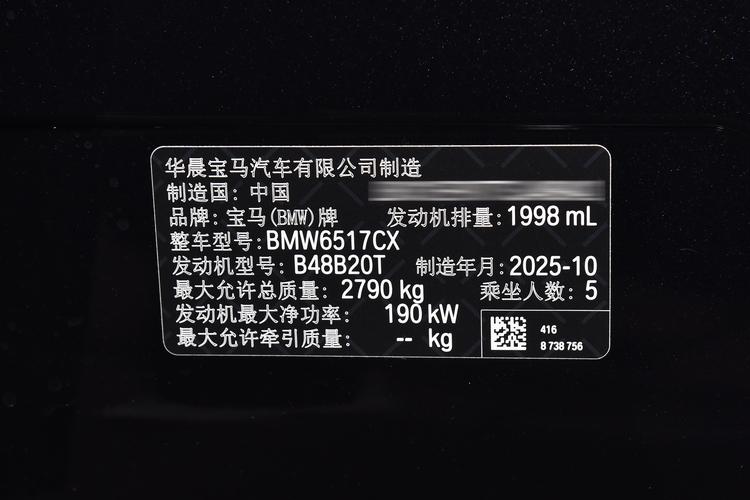 华晨宝马汽车有限公司制造
制造国：中国
品牌：宝马(BMW)牌 发动机排量：1998 mL
整车型号：BMW6517CX
发动机型号：B48B20T 制造年月：2025-10
最大允许总质量：2790 kg 乘坐人数：5
发动机最大净功率：190 kW
最大允许牵引质量：-- kg
416
8 738 756